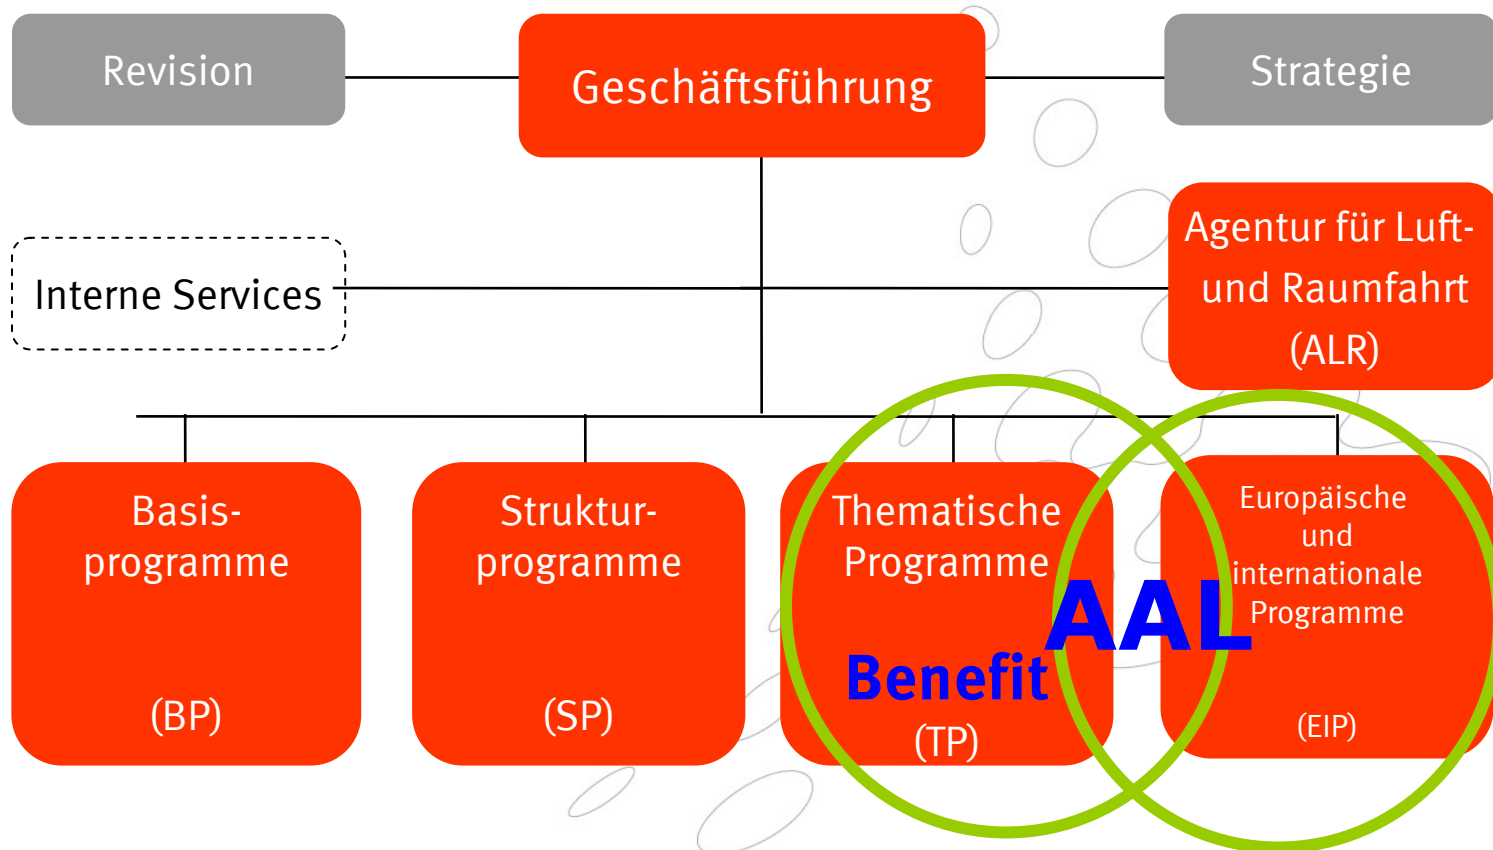 Revision
Geschäftsführung
Strategie
Agentur für Luft-
und Raumfahrt
(ALR)
Interne Services
Basis-
programme
(BP)
Struktur-
programme
(SP)
Thematische
Programme
Benefit
(TP)
AAL
Europäische
und
internationale
Programme
(EIP)